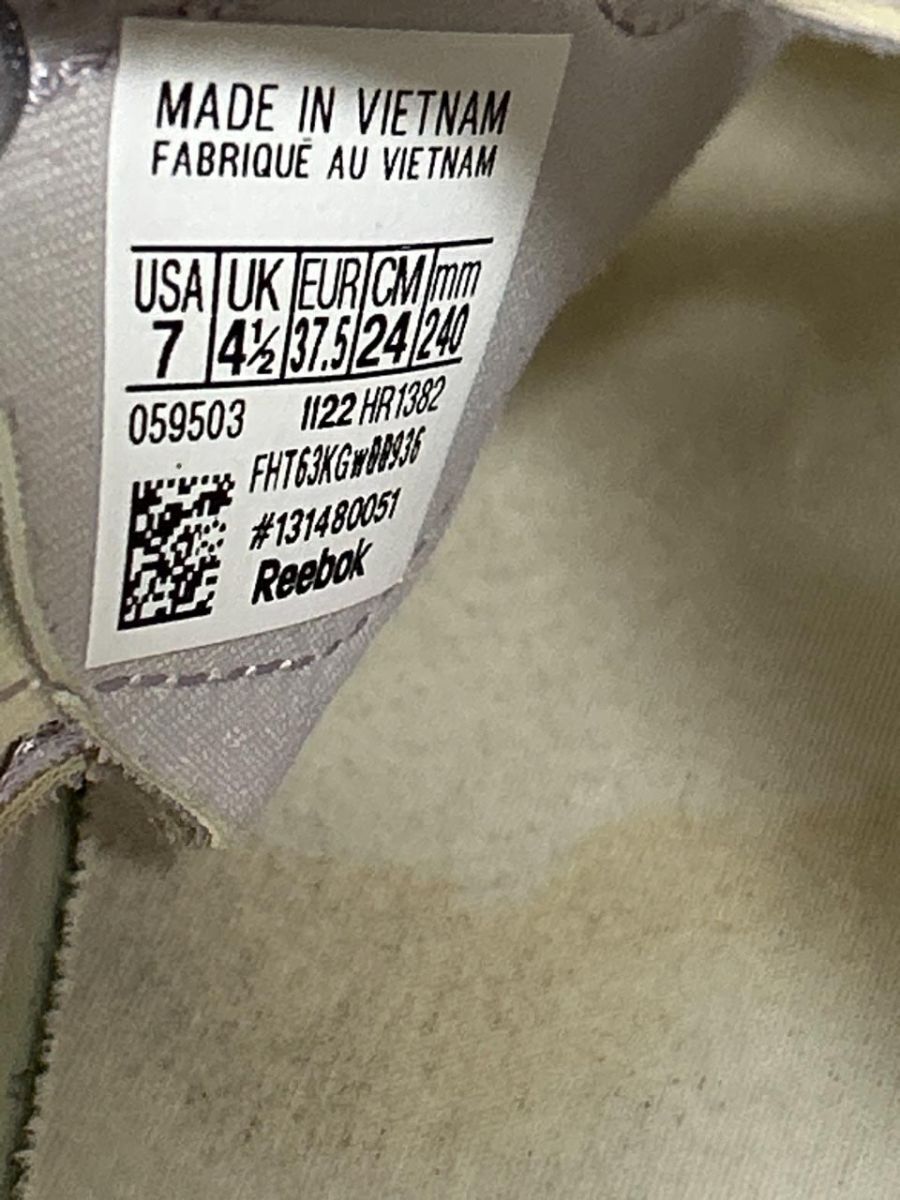 MADE IN VIETNAM
FABRIQUÉ AU VIETNAM
USA UK EUR CM mm
7 4½ 37.5 24 240
059503 1122 HR1382
#131480051
Reebok